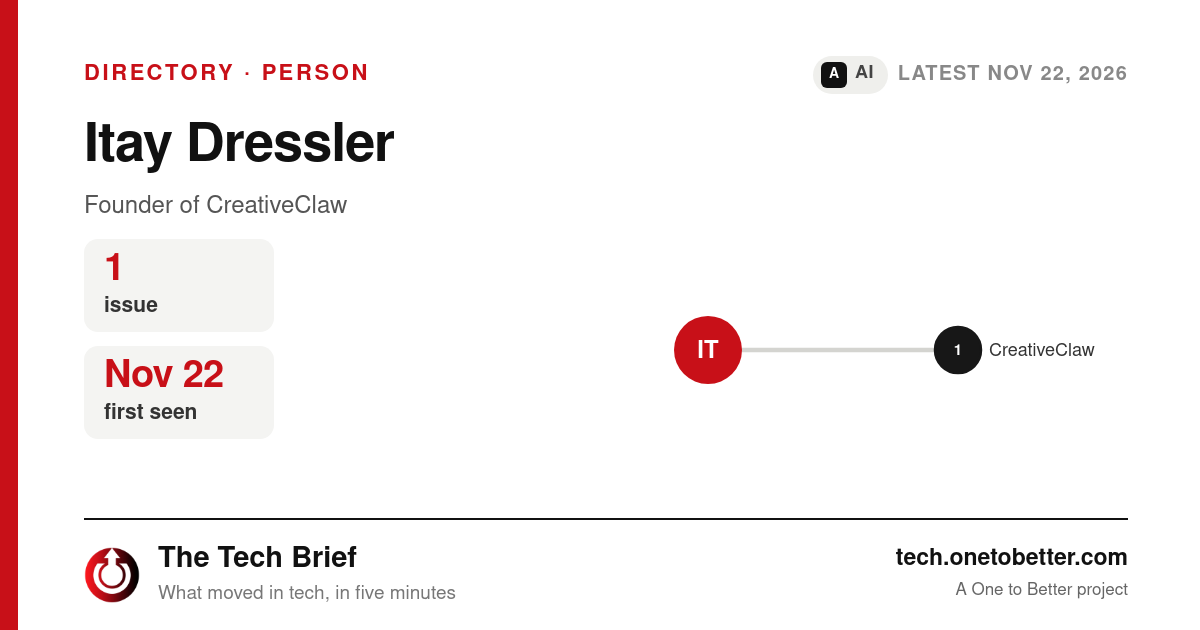 DIRECTORY · PERSON
A AI LATEST NOV 22, 2026
Itay Dressler
Founder of CreativeClaw
1
issue
Nov 22
first seen
IT
1
CreativeClaw
The Tech Brief
What moved in tech, in five minutes
tech.onetobetter.com
A One to Better project